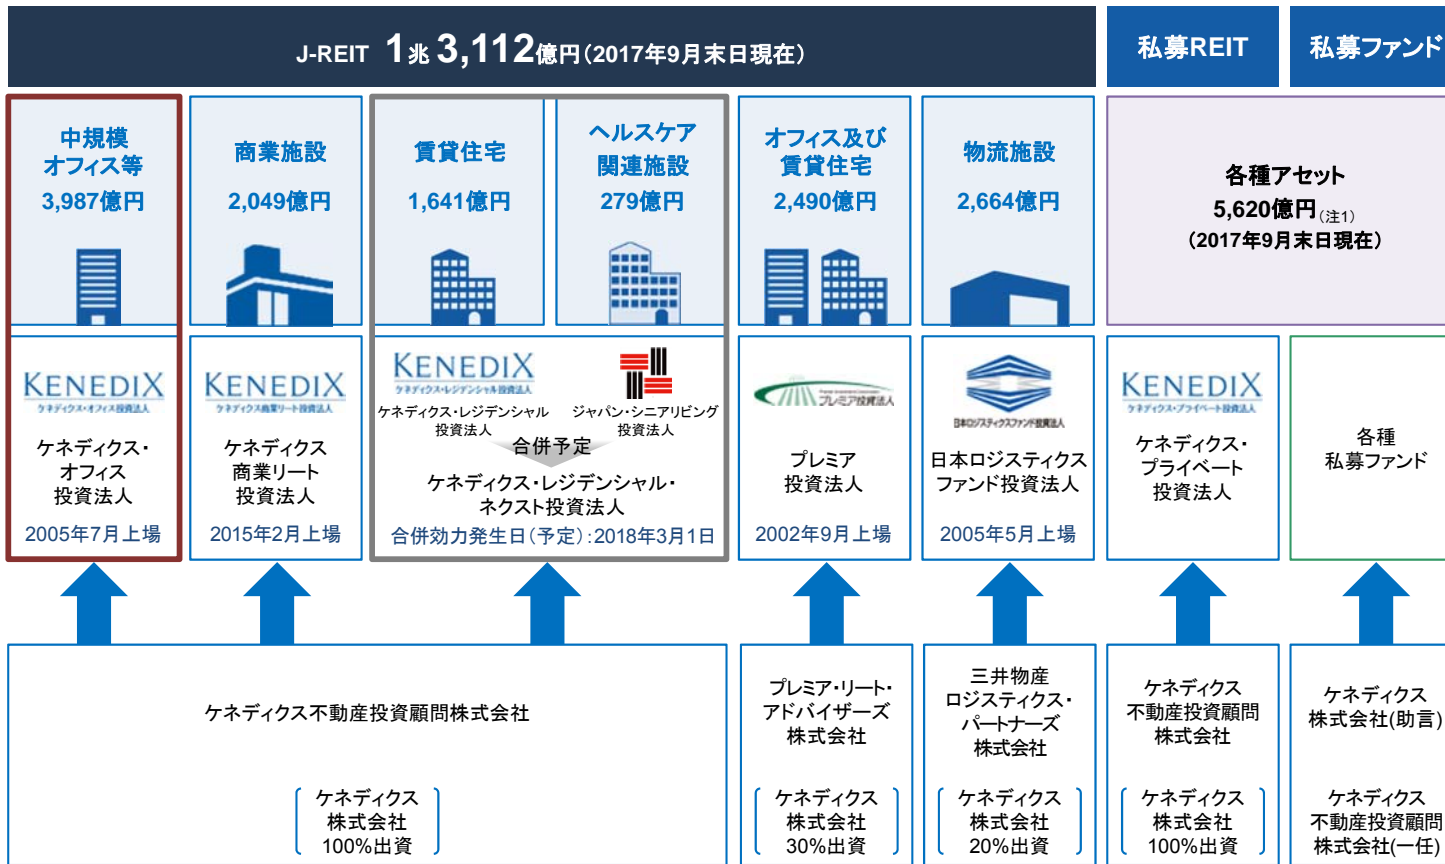 J-REIT 1兆 3,112億円(2017年9月末日現在)
私募REIT
私募ファンド
中規模
オフィス等
3,987億円
商業施設
2,049億円
賃貸住宅
1,641億円
ヘルスケア
関連施設
279億円
オフィス及び
賃貸住宅
2,490億円
物流施設
2,664億円
各種アセット
5,620億円(注1)
(2017年9月末日現在)
KENEDIX
ケネディクス・オフィス投資法人
ケネディクス・
オフィス
投資法人
2005年7月上場
KENEDIX
ケネディクス商業リート投資法人
ケネディクス
商業リート
投資法人
2015年2月上場
KENEDIX
ケネディクス・レジデンシャル投資法人
ケネディクス・レジデンシャル
投資法人
ジャパン・シニアリビング
投資法人
合併予定
ケネディクス・レジデンシャル・
ネクスト投資法人
合併効力発生日(予定):2018年3月1日
プレミア投資法人
プレミア
投資法人
2002年9月上場
日本ロジスティクスファンド投資法人
日本ロジスティクス
ファンド投資法人
2005年5月上場
KENEDIX
ケネディクス・プライベート投資法人
ケネディクス・
プライベート
投資法人
各種
私募ファンド
ケネディクス不動産投資顧問株式会社
ケネディクス
株式会社
100%出資
プレミア・リート・
アドバイザーズ
株式会社
ケネディクス
株式会社
30%出資
三井物産
ロジスティクス・
パートナーズ
株式会社
ケネディクス
株式会社
20%出資
ケネディクス
不動産投資顧問
株式会社
ケネディクス
株式会社
100%出資
ケネディクス
株式会社(助言)
ケネディクス
不動産投資顧問
株式会社(一任)